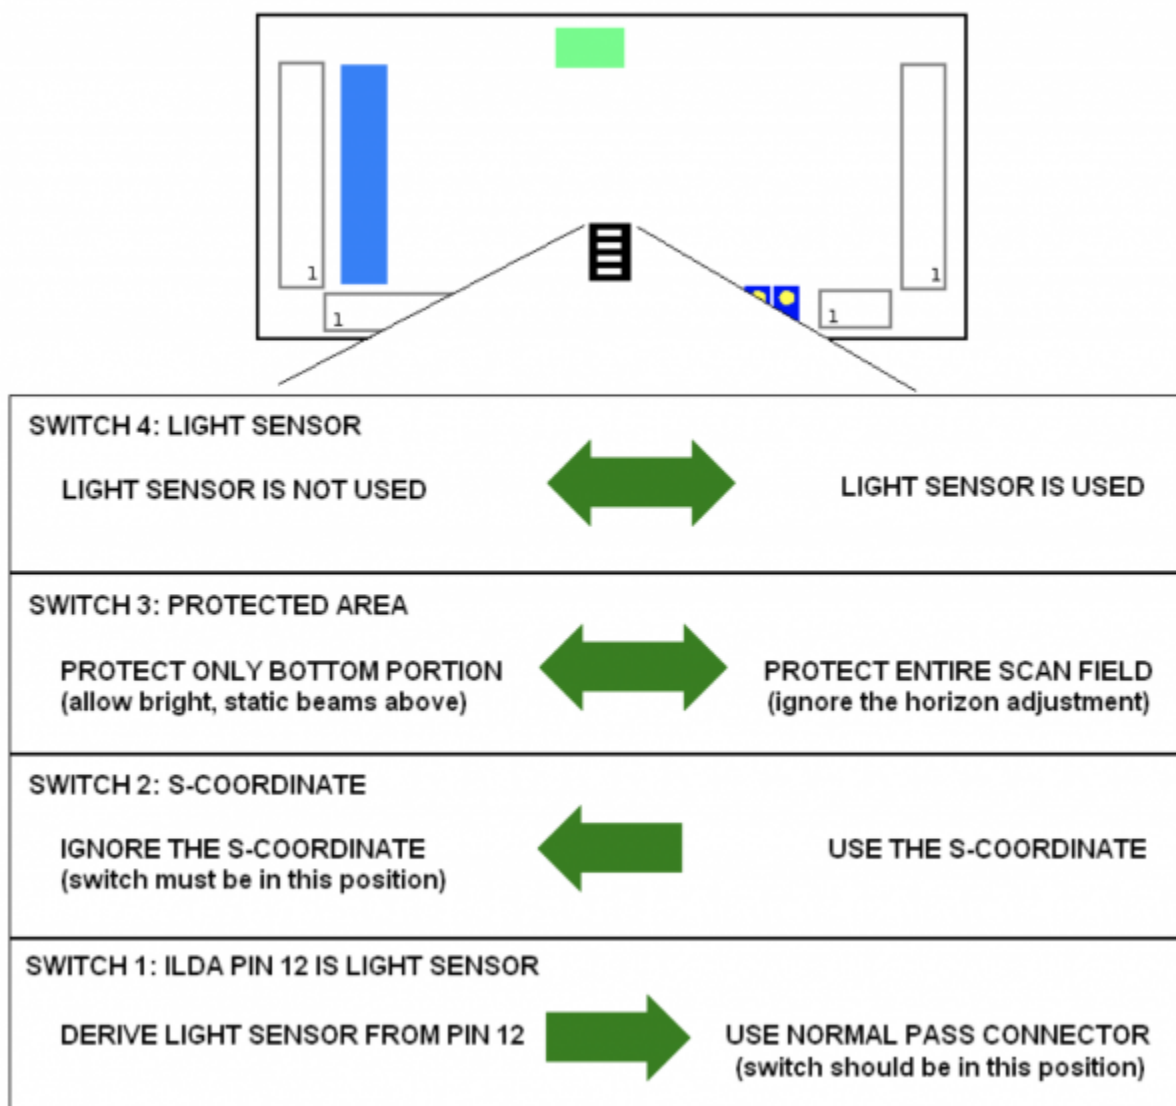 1
1
1
1
SWITCH 4: LIGHT SENSOR
LIGHT SENSOR IS NOT USED
LIGHT SENSOR IS USED
SWITCH 3: PROTECTED AREA
PROTECT ONLY BOTTOM PORTION
(allow bright, static beams above)
PROTECT ENTIRE SCAN FIELD
(ignore the horizon adjustment)
SWITCH 2: S-COORDINATE
IGNORE THE S-COORDINATE
(switch must be in this position)
USE THE S-COORDINATE
SWITCH 1: ILDA PIN 12 IS LIGHT SENSOR
DERIVE LIGHT SENSOR FROM PIN 12
USE NORMAL PASS CONNECTOR
(switch should be in this position)